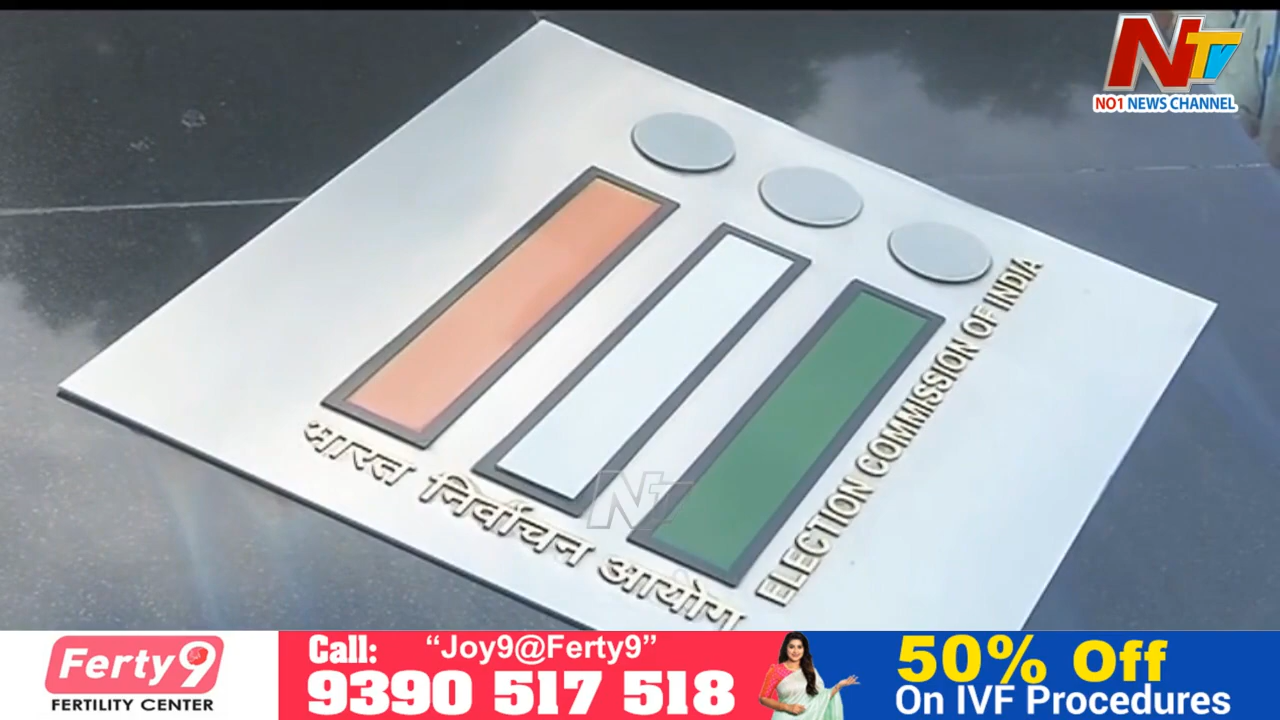 NTV
NO1 NEWS CHANNEL
भारत निर्वाचन आयोग
ELECTION COMMISSION OF INDIA
NTV
Ferty9
FERTILITY CENTER
Call: “Joy9@Ferty9”
9390 517 518
50% Off
On IVF Procedures